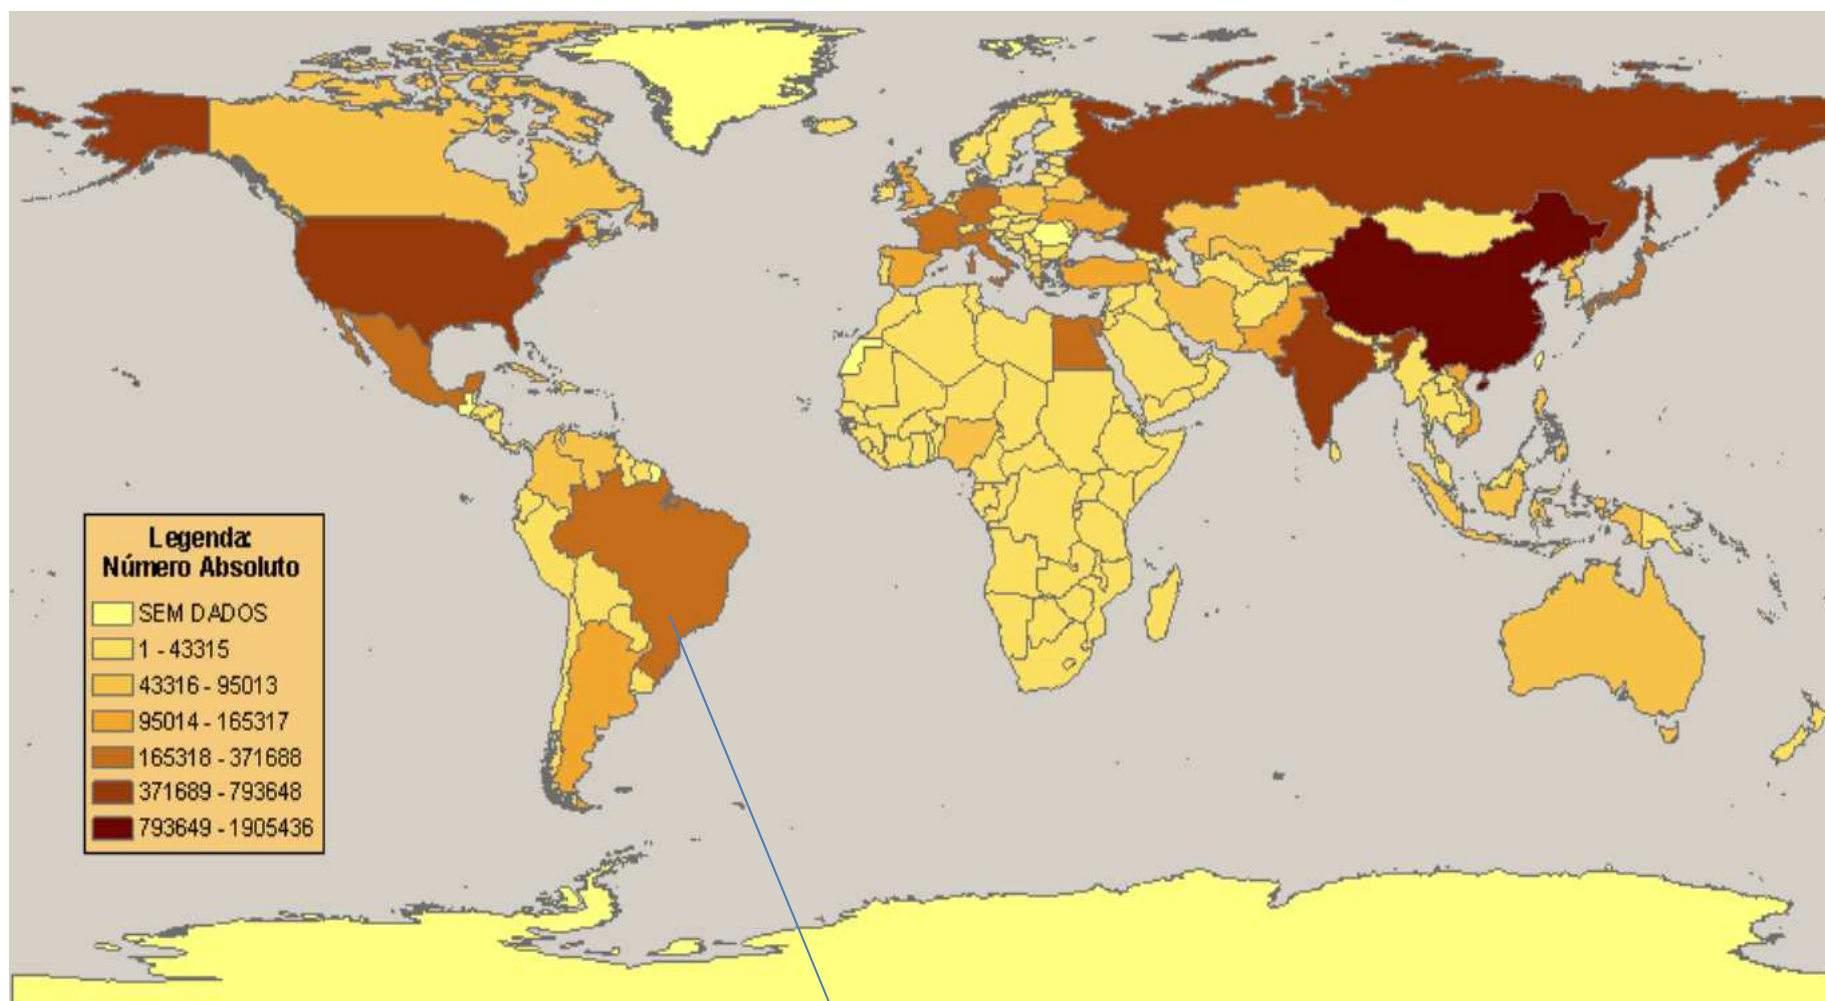 Legenda:
Número Absoluto
SEM DADOS
1 - 43315
43316 - 95013
95014 - 165317
165318 - 371688
371689 - 793648
793649 - 1905436